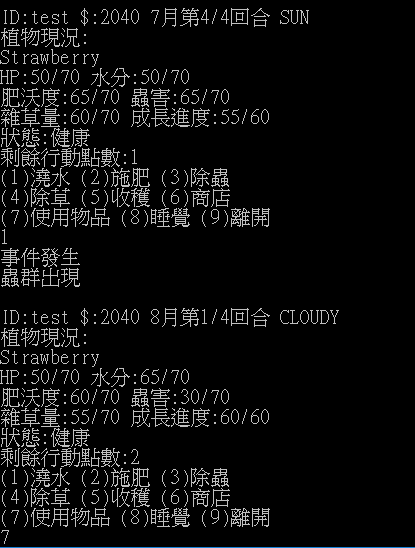 ID:test $:2040 7月第4/4回合 SUN
植物現況:
Strawberry
HP:50/70 水分:50/70
肥沃度:65/70 蟲害:65/70
雜草量:60/70 成長進度:55/60
狀態:健康
剩餘行動點數:1
(1)澆水 (2)施肥 (3)除蟲
(4)除草 (5)收穫 (6)商店
(7)使用物品 (8)睡覺 (9)離開
1
事件發生
蟲群出現
ID:test $:2040 8月第1/4回合 CLOUDY
植物現況:
Strawberry
HP:50/70 水分:65/70
肥沃度:60/70 蟲害:30/70
雜草量:55/70 成長進度:60/60
狀態:健康
剩餘行動點數:2
(1)澆水 (2)施肥 (3)除蟲
(4)除草 (5)收穫 (6)商店
(7)使用物品 (8)睡覺 (9)離開
7